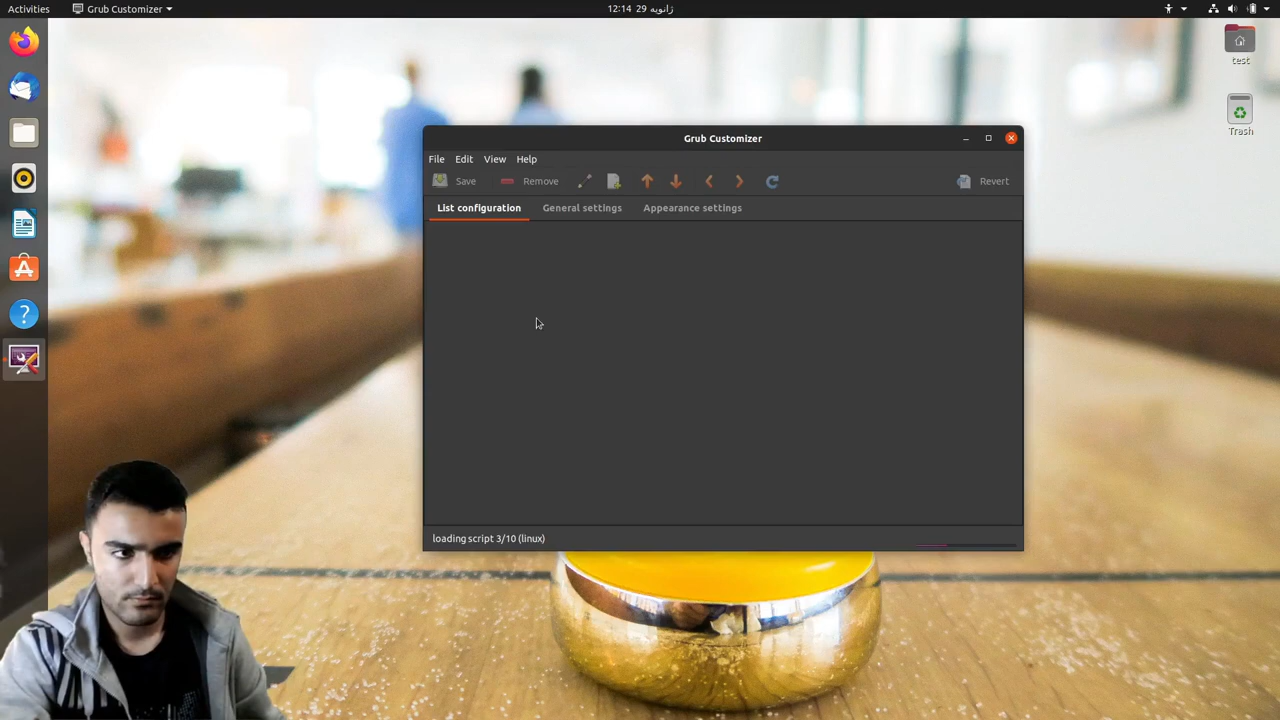 Activities
Grub Customizer
12:14 29 ژانویه
test
Trash
Grub Customizer
File Edit View Help
Save Remove Revert
List configuration General settings Appearance settings
loading script 3/10 (linux)